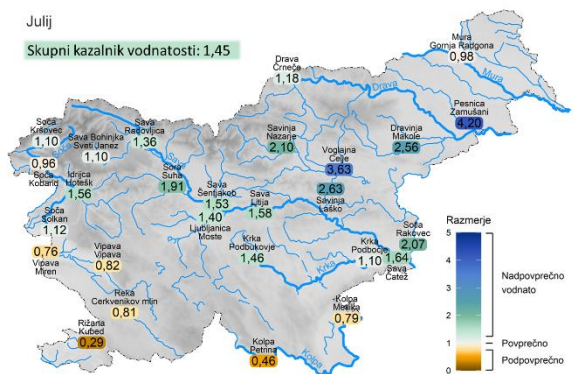 Julij
Skupni kazalnik vodnatosti: 1,45
Mura
Gornja Radgona
0,98
Mura
Drava
Črneče
1,18
Drava
Pesnica
Zamušani
4,20
Soča
Kršovec
1,10
Sava Bohinjka
Sveti Janez
1,10
Sava
Radovljica
1,36
Savinja
Nazarje
2,10
Dravinja
Makole
2,56
Voglajna
Celje
3,63
0,96
Soča
Kobarid
Idrijca
Hotešk
1,56
Sora
Suha
1,91
Sava
Sava
Šentjakob
1,53
Sava
Litija
1,58
2,63
Savinja
Laško
1,40
Ljubljanica
Moste
Soča
Solkan
1,12
Sotla
Rakovec
2,07
Krka
Podbukovje
1,46
Krka
Krka
Podbočje
1,10
1,64
Sava
Čatež
0,76
Vipava
Miren
Vipava
Vipava
0,82
Reka
Cerkvenikov mlin
0,81
Kolpa
Metlika
0,79
Rižana
Kubed
0,29
Kolpa
Petrina
0,46
Kolpa
Razmerje
5
4
3
2
1
0
Nadpovprečno
vodnato
Povprečno
Podpovprečno